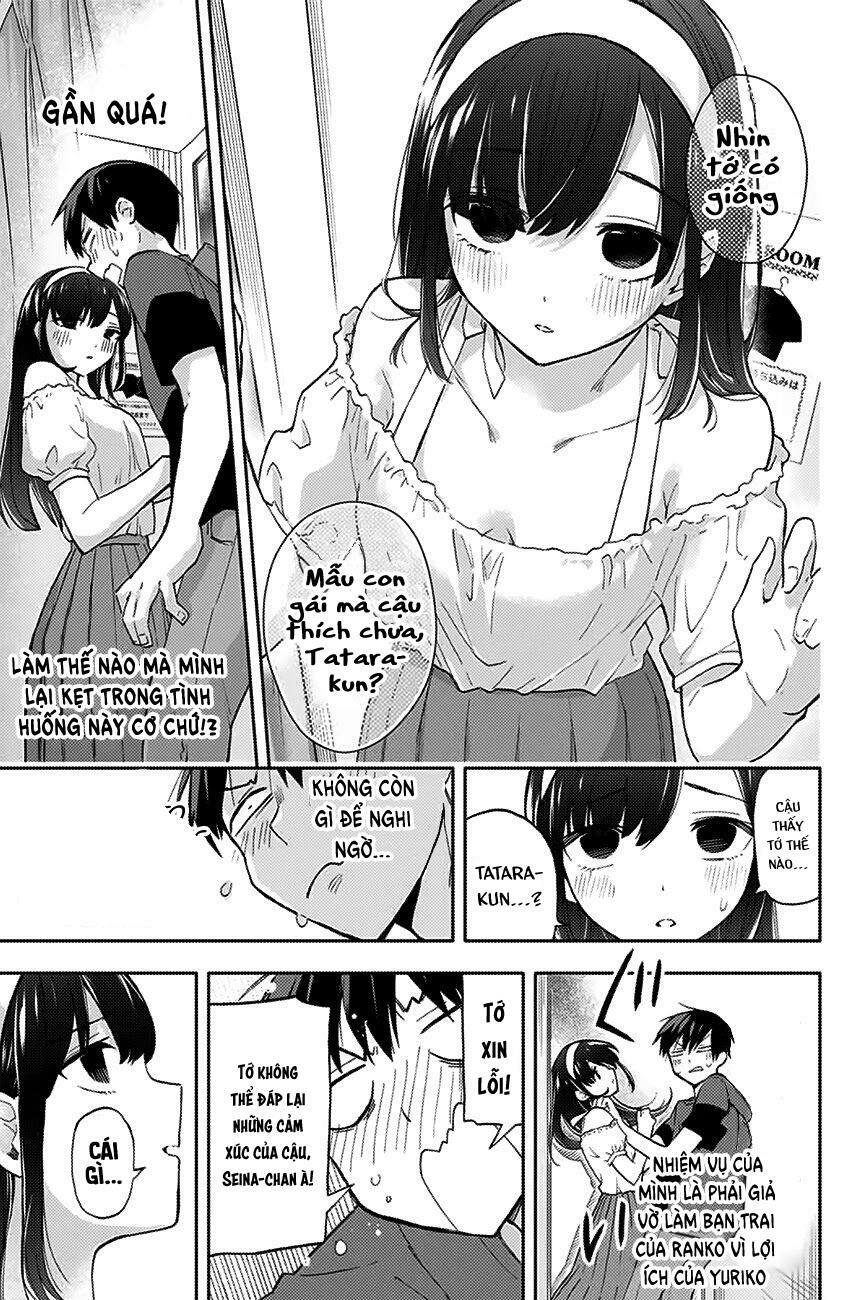 Nhìn
tớ có
giống
ROOM
Mẫu con
gái mà cậu
thích chưa,
Tatara-
kun?
GẦN QUÁ!
LÀM THẾ NÀO MÀ MÌNH
LẠI KẸT TRONG TÌNH
HUỐNG NÀY CƠ CHỨ!?
CẬU
THẤY
TỚ THẾ
NÀO...
TATARA-
KUN...?
KHÔNG CÒN
GÌ ĐỂ NGHI
NGỜ...
NHIỆM VỤ CỦA
MÌNH LÀ PHẢI GIẢ
VỜ LÀM BẠN TRAI
CỦA RANKO VÌ LỢI
ÍCH CỦA YURIKO
TỚ
XIN
LỖI!
TỚ KHÔNG
THỂ ĐÁP LẠI
NHỮNG CẢM
XÚC CỦA CẬU,
SEINA-CHAN À!
CÁI
GÌ...